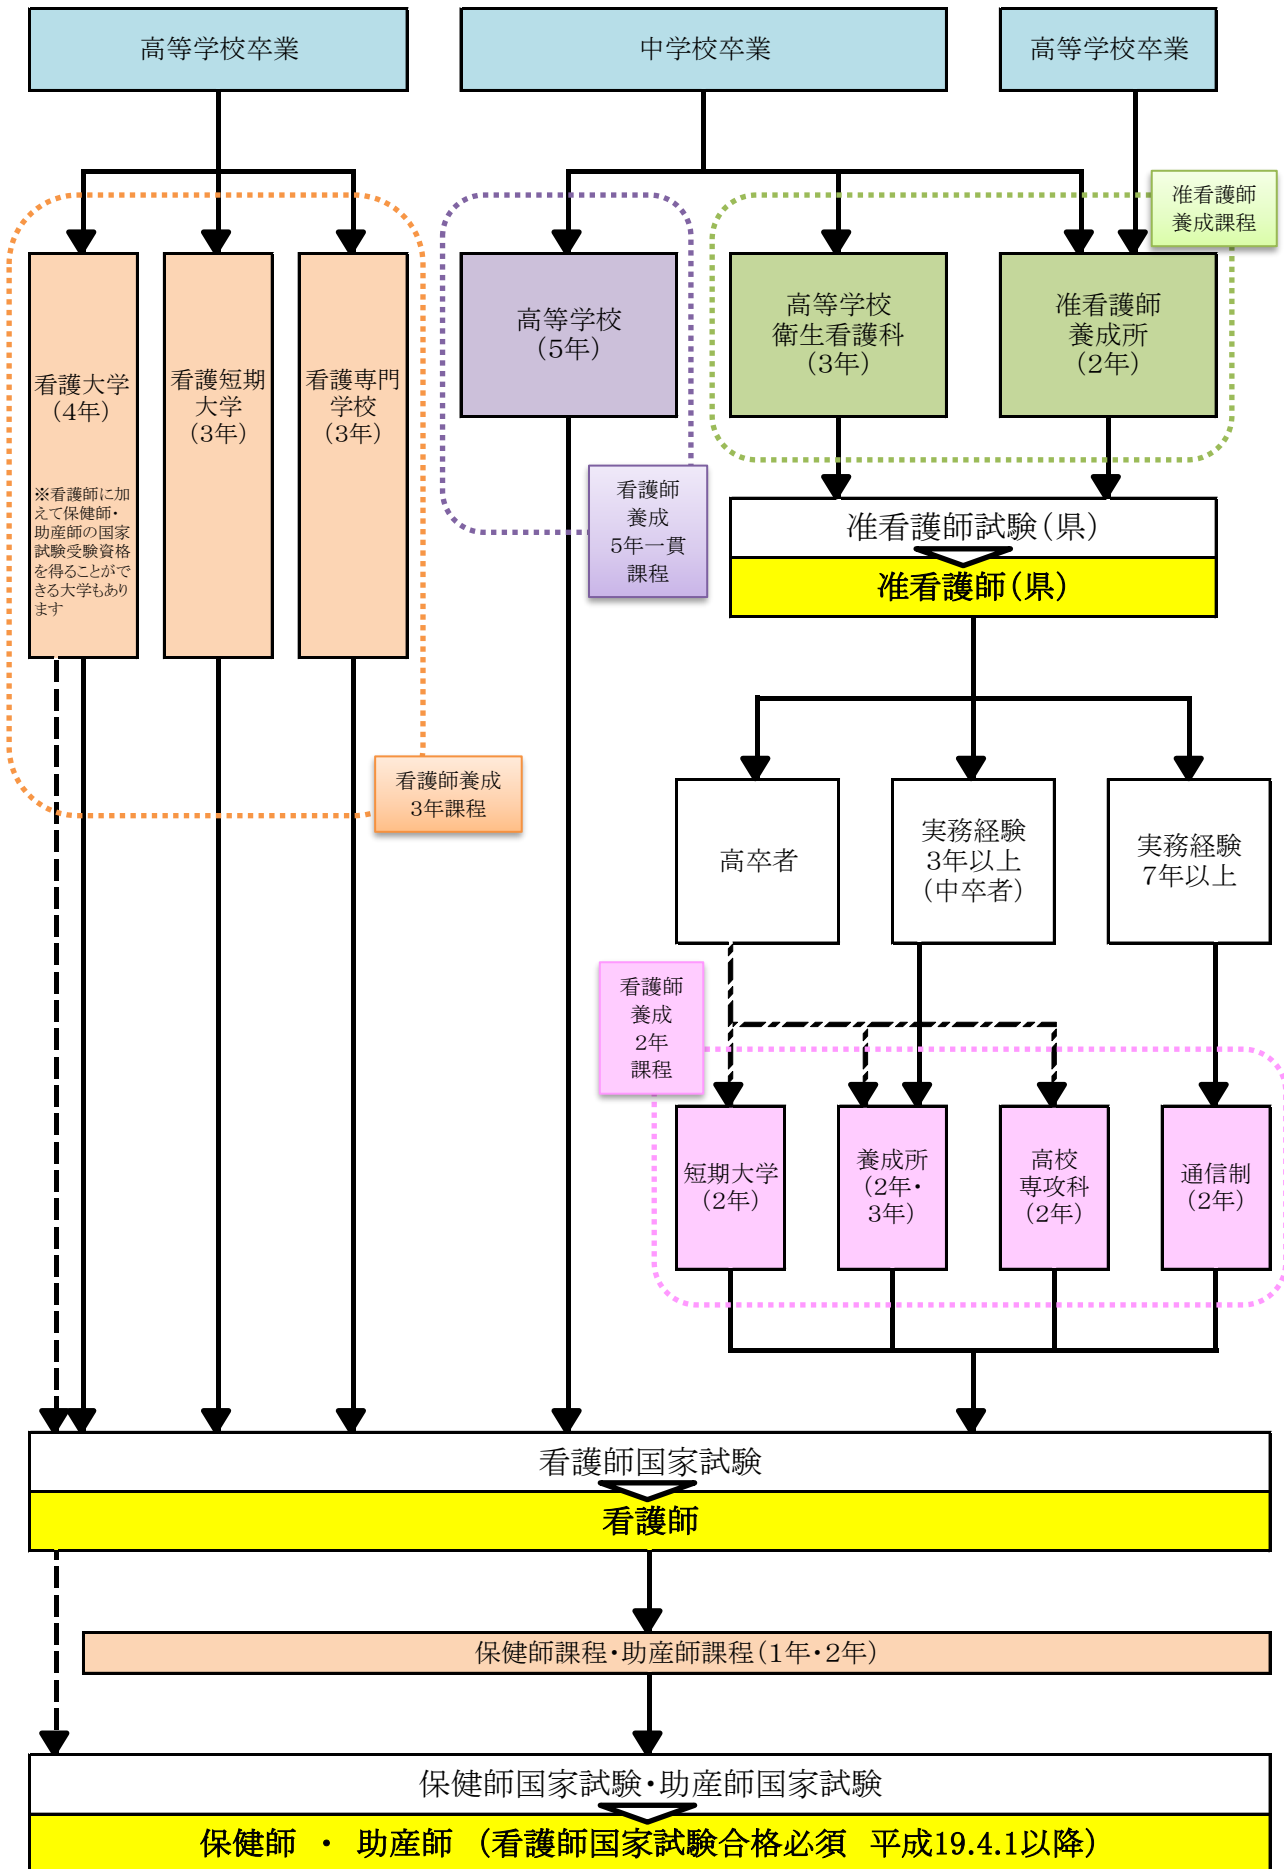 高等学校卒業
中学校卒業
高等学校卒業
准看護師
養成課程
看護大学
（4年）
※看護師に加
えて保健師・
助産師の国家
試験受験資格
を得ることがで
きる大学もあり
ます
看護短期
大学
（3年）
看護専門
学校
（3年）
高等学校
（5年）
高等学校
衛生看護科
（3年）
准看護師
養成所
（2年）
看護師
養成
5年一貫
課程
准看護師試験（県）
准看護師（県）
看護師養成
3年課程
高卒者
実務経験
3年以上
（中卒者）
実務経験
7年以上
看護師
養成
2年
課程
短期大学
（2年）
養成所
（2年・
3年）
高校
専攻科
（2年）
通信制
（2年）
看護師国家試験
看護師
保健師課程・助産師課程（1年・2年）
保健師国家試験・助産師国家試験
保健師　・　助産師　（看護師国家試験合格必須　平成19.4.1以降）